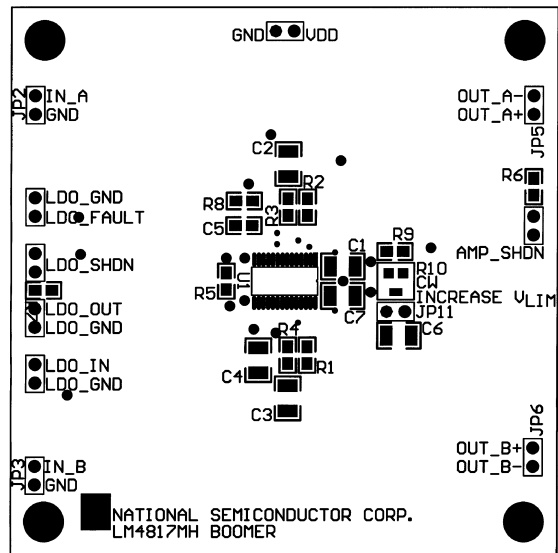 GND VDD
JP2
IN_A
GND
OUT_A-
OUT_A+
JP5
C2
R6
LDO_GND
LDO_FAULT
R8
R3
R2
C5
AMP_SHDN
LDO_SHDN
R5
U1
C1
R9
R10
CW
INCREASE VLIM
LDO_OUT
LDO_GND
C7
JP11
C6
R4
R1
LDO_IN
LDO_GND
C4
C3
JP6
OUT_B+
OUT_B-
JP3
IN_B
GND
NATIONAL SEMICONDUCTOR CORP.
LM4817MH BOOMER